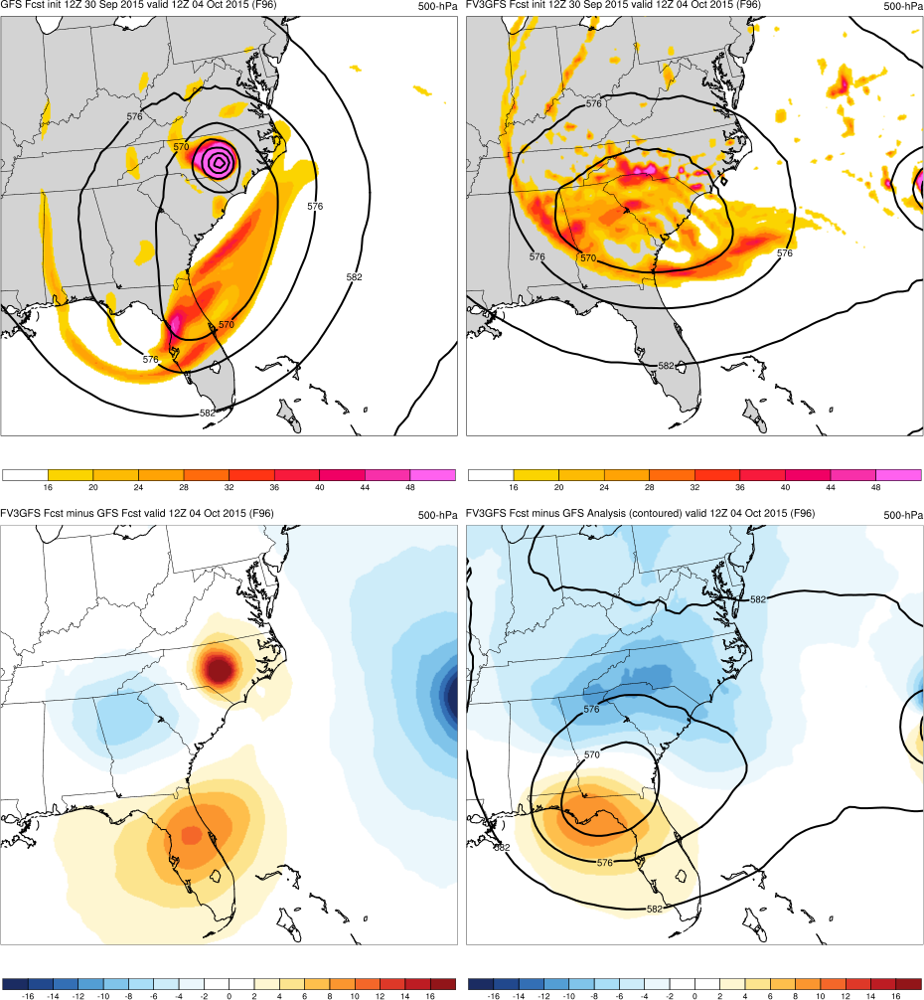 GFS Fcst init 12Z 30 Sep 2015 valid 12Z 04 Oct 2015 (F96) 500-hPa
576
570
576
582
570
576
582
16 20 24 28 32 36 40 44 48
FV3GFS Fcst init 12Z 30 Sep 2015 valid 12Z 04 Oct 2015 (F96) 500-hPa
576
576
570
576
582
16 20 24 28 32 36 40 44 48
FV3GFS Fcst minus GFS Fcst valid 12Z 04 Oct 2015 (F96) 500-hPa
-16 -14 -12 -10 -8 -6 -4 -2 0 2 4 6 8 10 12 14 16
FV3GFS Fcst minus GFS Analysis (contoured) valid 12Z 04 Oct 2015 (F96) 500-hPa
582
576
570
582
576
582
-16 -14 -12 -10 -8 -6 -4 -2 0 2 4 6 8 10 12 14 16